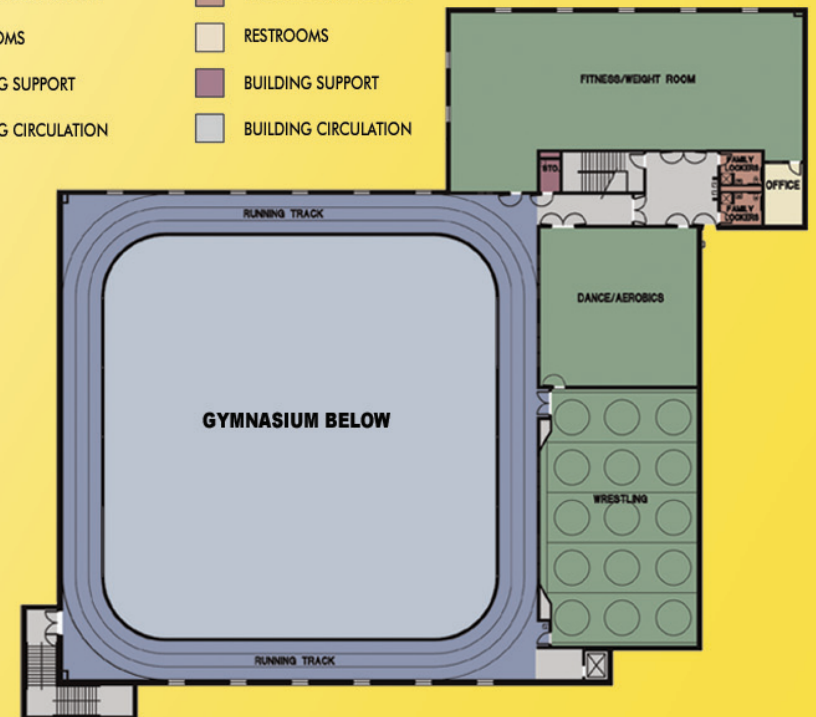 OMS
RESTROOMS
G SUPPORT
BUILDING SUPPORT
G CIRCULATION
BUILDING CIRCULATION
FITNESS/WEIGHT ROOM
STO.
FAMILY
LOCKERS
OFFICE
FAMILY
LOCKERS
RUNNING TRACK
DANCE/AEROBICS
GYMNASIUM BELOW
WRESTLING
RUNNING TRACK